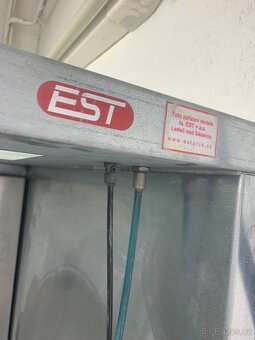 EST
Toto zařízení dodala
fa. EST + a.s.
Ledeč nad Sázavou
www.estplus.cz